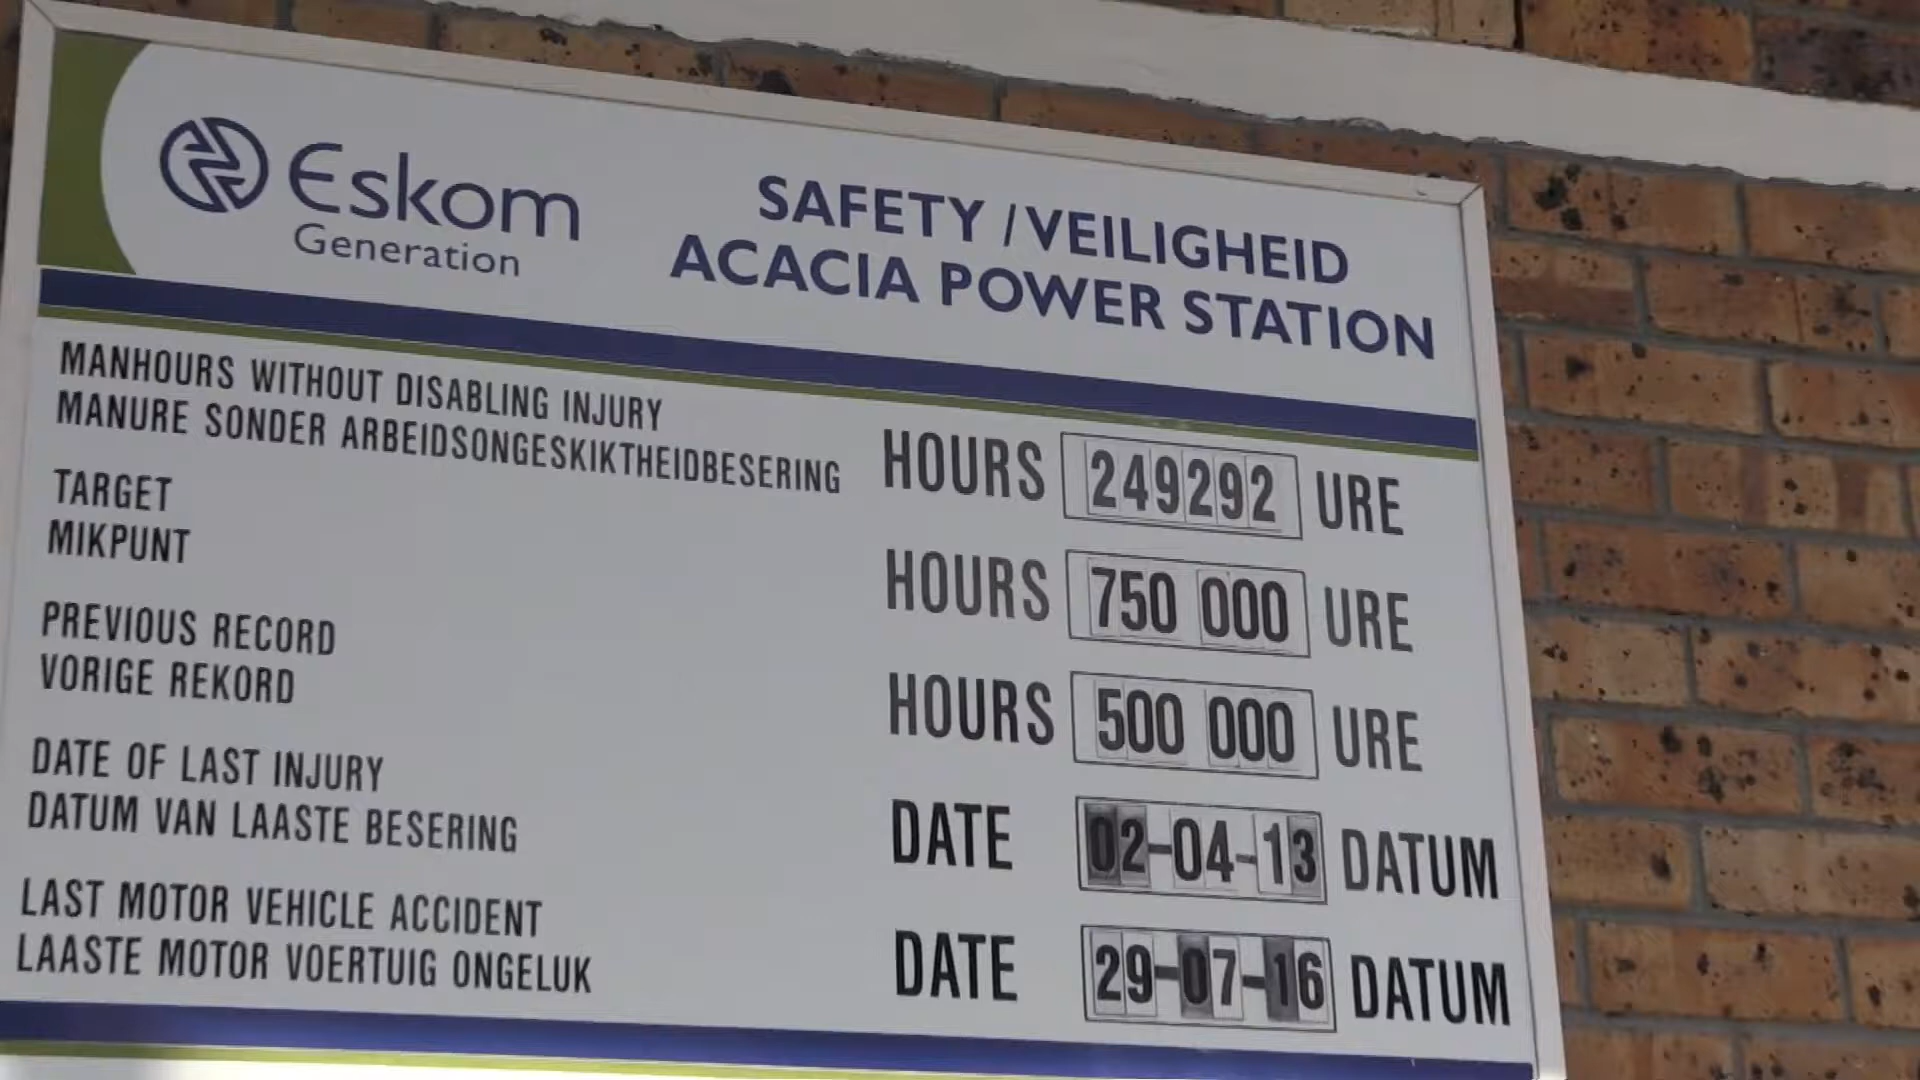 Eskom
Generation
SAFETY / VEILIGHEID
ACACIA POWER STATION
MANHOURS WITHOUT DISABLING INJURY
MANURE SONDER ARBEIDSONGESKIKTHEIDBESERING
HOURS 249292 URE
TARGET
MIKPUNT
HOURS 750 000 URE
PREVIOUS RECORD
VORIGE REKORD
HOURS 500 000 URE
DATE OF LAST INJURY
DATUM VAN LAASTE BESERING
DATE 02-04-13 DATUM
LAST MOTOR VEHICLE ACCIDENT
LAASTE MOTOR VOERTUIG ONGELUK
DATE 29-07-16 DATUM